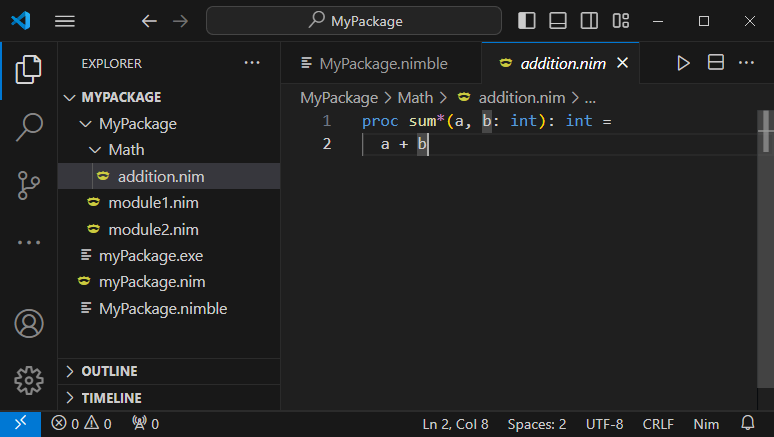 MyPackage
EXPLORER
MyPackage.nimble
addition.nim
MYPACKAGE
MyPackage > Math > addition.nim > ...
MyPackage
1 proc sum*(a, b: int): int =
Math
2 a + b
addition.nim
module1.nim
module2.nim
myPackage.exe
myPackage.nim
MyPackage.nimble
OUTLINE
TIMELINE
0 0 0 Ln 2, Col 8 Spaces: 2 UTF-8 CRLF Nim